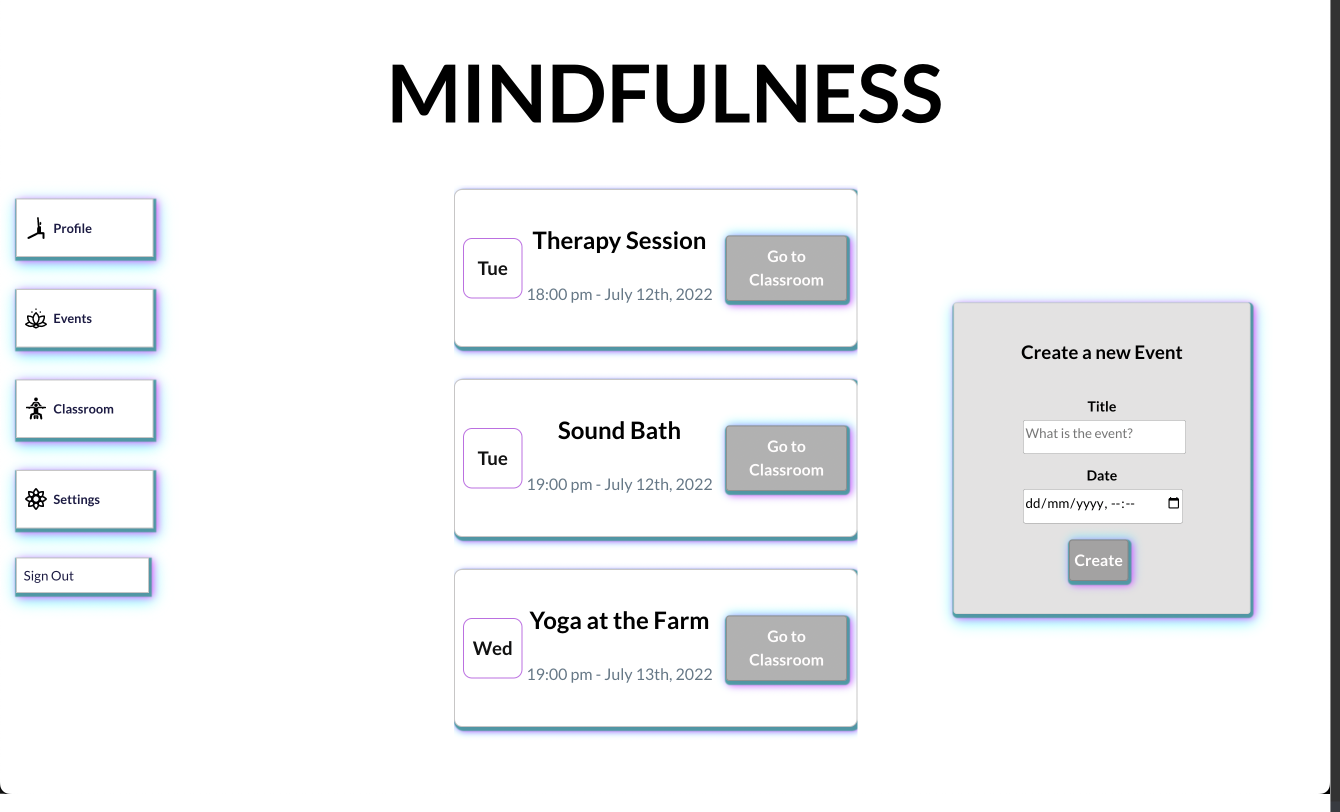 MINDFULNESS
Profile
Events
Classroom
Settings
Sign Out
Tue
Therapy Session
18:00 pm - July 12th, 2022
Go to
Classroom
Tue
Sound Bath
19:00 pm - July 12th, 2022
Go to
Classroom
Wed
Yoga at the Farm
19:00 pm - July 13th, 2022
Go to
Classroom
Create a new Event
Title
What is the event?
Date
dd/mm/yyyy, --:--
Create